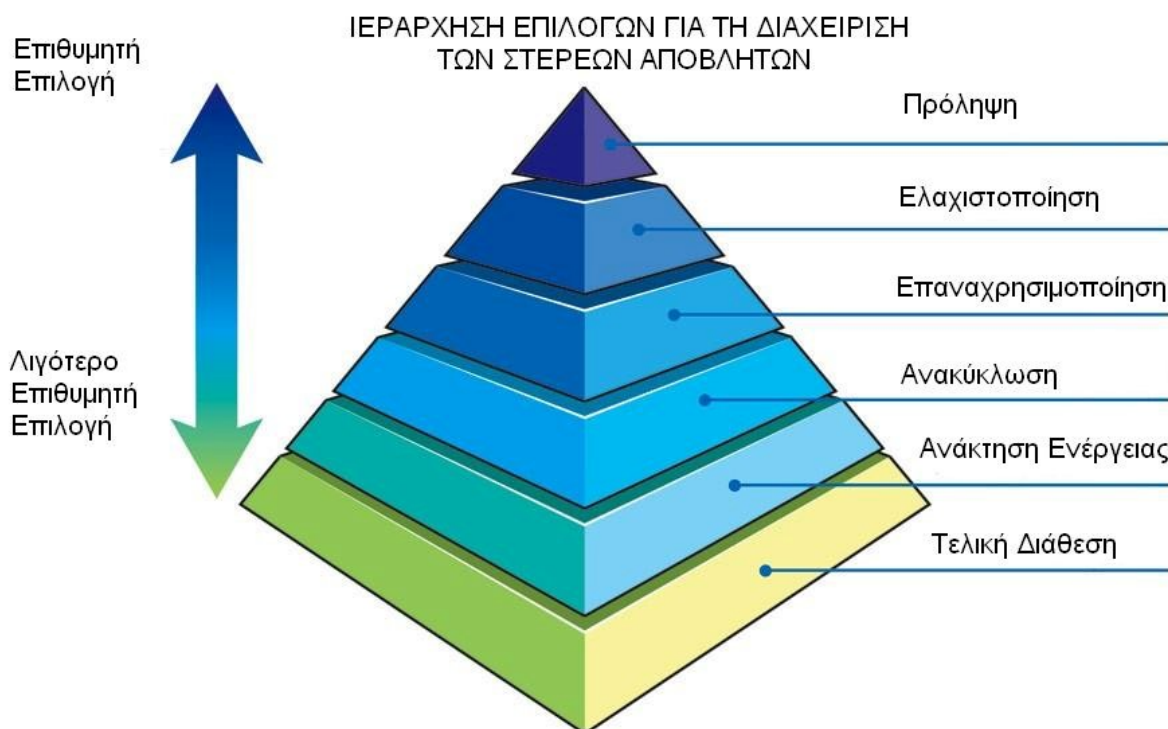 ΙΕΡΑΡΧΗΣΗ ΕΠΙΛΟΓΩΝ ΓΙΑ ΤΗ ΔΙΑΧΕΙΡΙΣΗ
ΤΩΝ ΣΤΕΡΕΩΝ ΑΠΟΒΛΗΤΩΝ
Επιθυμητή
Επιλογή
Λιγότερο
Επιθυμητή
Επιλογή
Πρόληψη
Ελαχιστοποίηση
Επαναχρησιμοποίηση
Ανακύκλωση
Ανάκτηση Ενέργειας
Τελική Διάθεση